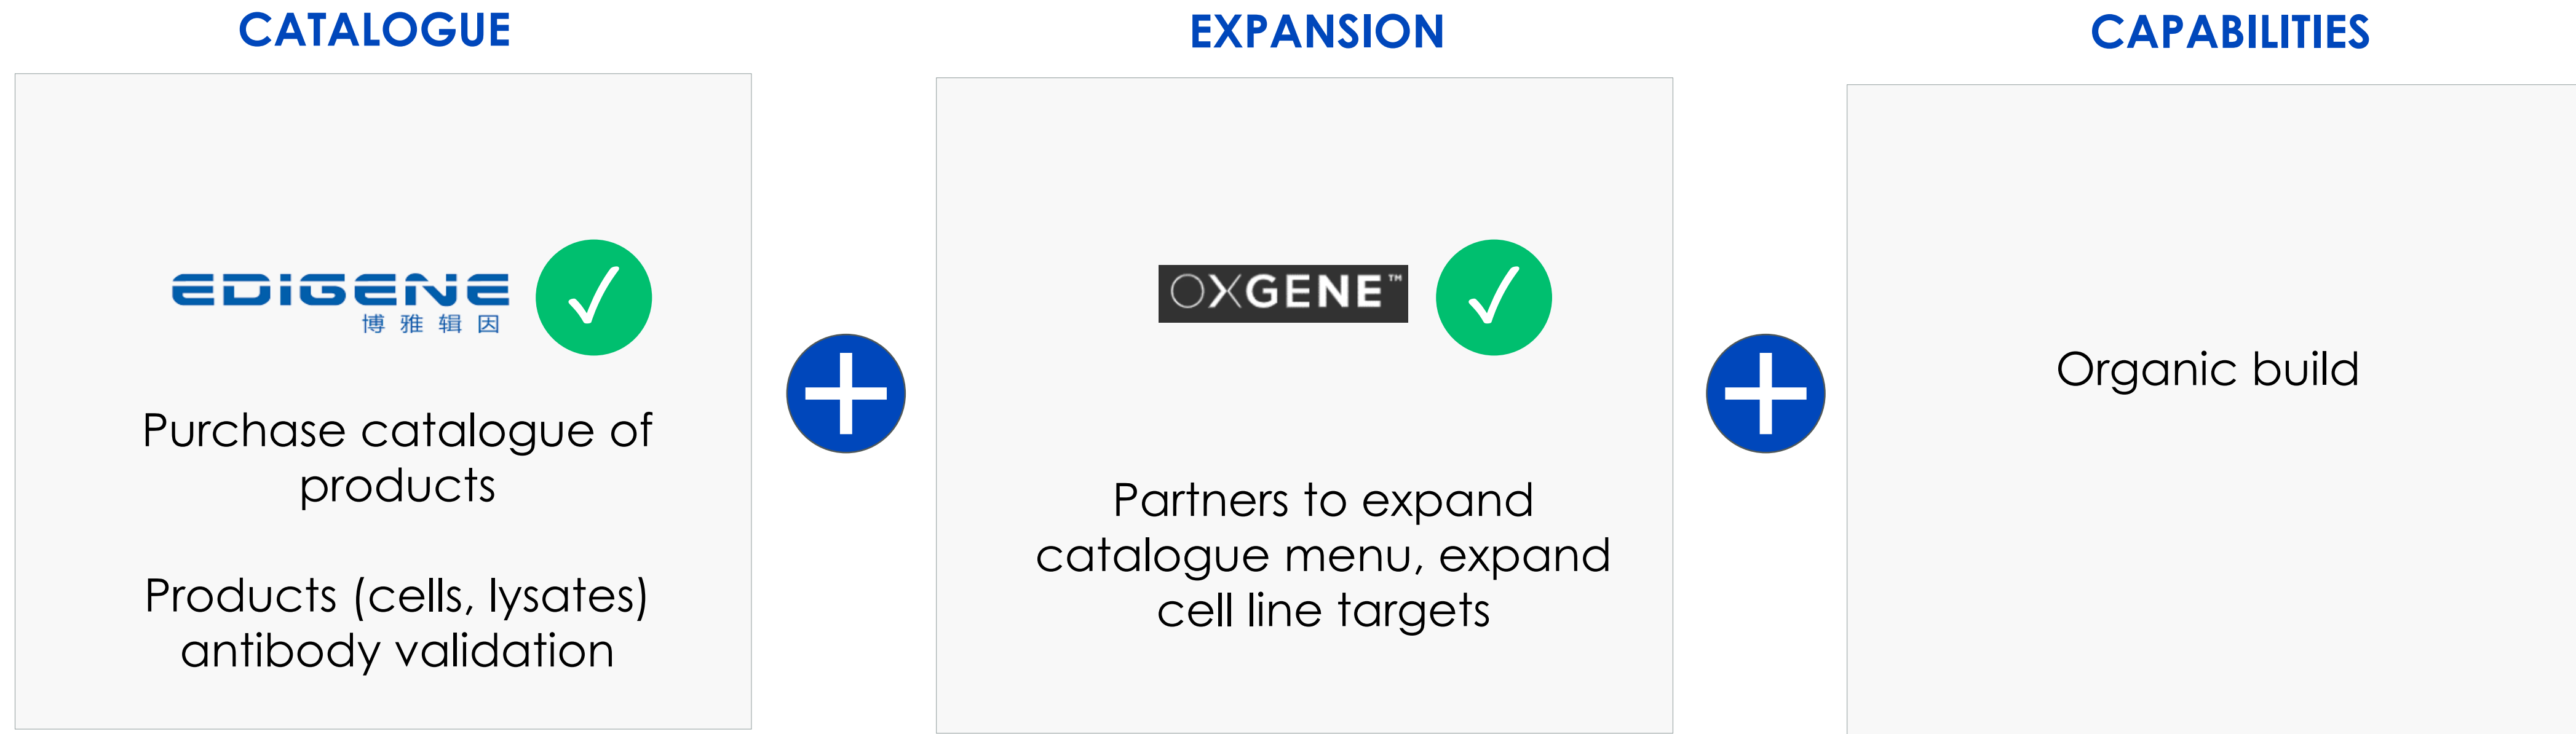 CATALOGUE
EDIGENE
博雅辑因
Purchase catalogue of
products
Products (cells, lysates)
antibody validation
EXPANSION
OXGENE™
Partners to expand
catalogue menu, expand
cell line targets
CAPABILITIES
Organic build